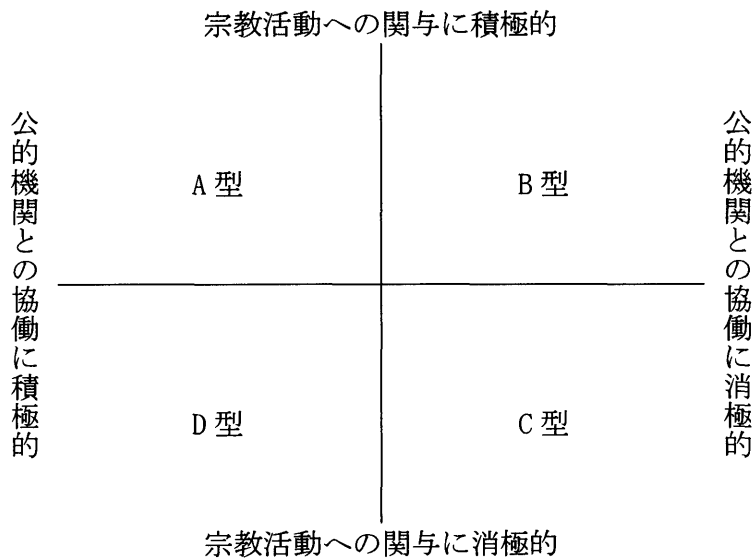 宗教活動への関与に積極的
公的機関との協働に積極的
A型
B型
公的機関との協働に消極的
D型
C型
宗教活動への関与に消極的